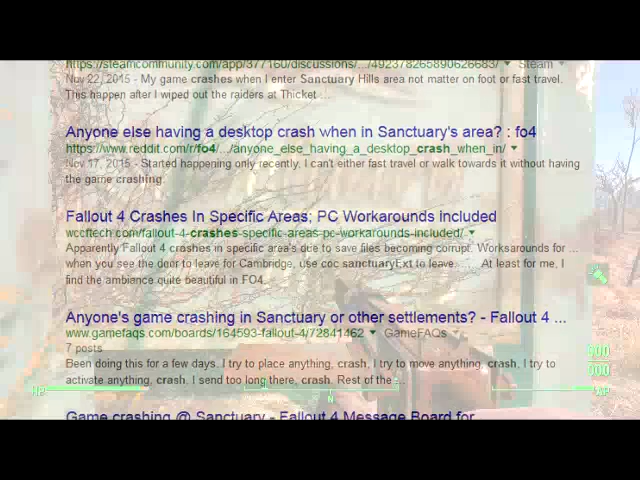 https://steamcommunity.com/app/377160/discussions/.../492378265890626683/ Steam
Nov 22, 2015 - My game crashes when I enter Sanctuary Hills area not matter on foot or fast travel.
This happen after I wiped out the raiders at Thicket ...
Anyone else having a desktop crash when in Sanctuary's area? : fo4
https://www.reddit.com/r/fo4/.../anyone_else_having_a_desktop_crash_when_in/
Nov 17, 2015 - Started happening only recently, I can't either fast travel or walk towards it without having
the game crashing.
Fallout 4 Crashes In Specific Areas; PC Workarounds Included
wccftech.com/fallout-4-crashes-specific-areas-pc-workarounds-included/
Apparently Fallout 4 crashes in specific area's due to save files becoming corrupt. Workarounds for ...
when you see the door to leave for Cambridge, use coc sanctuaryExt to leave. At least for me, I
find the ambiance quite beautiful in FO4.
Anyone's game crashing in Sanctuary or other settlements? - Fallout 4 ...
www.gamefaqs.com/boards/164593-fallout-4/72841462 GameFAQs
7 posts
Been doing this for a few days. I try to place anything, crash, I try to move anything, crash, I try to
activate anything, crash. I send too long there, crash. Rest of the ...
HP N AP
Game crashing @ Sanctuary - Fallout 4 Message Board for